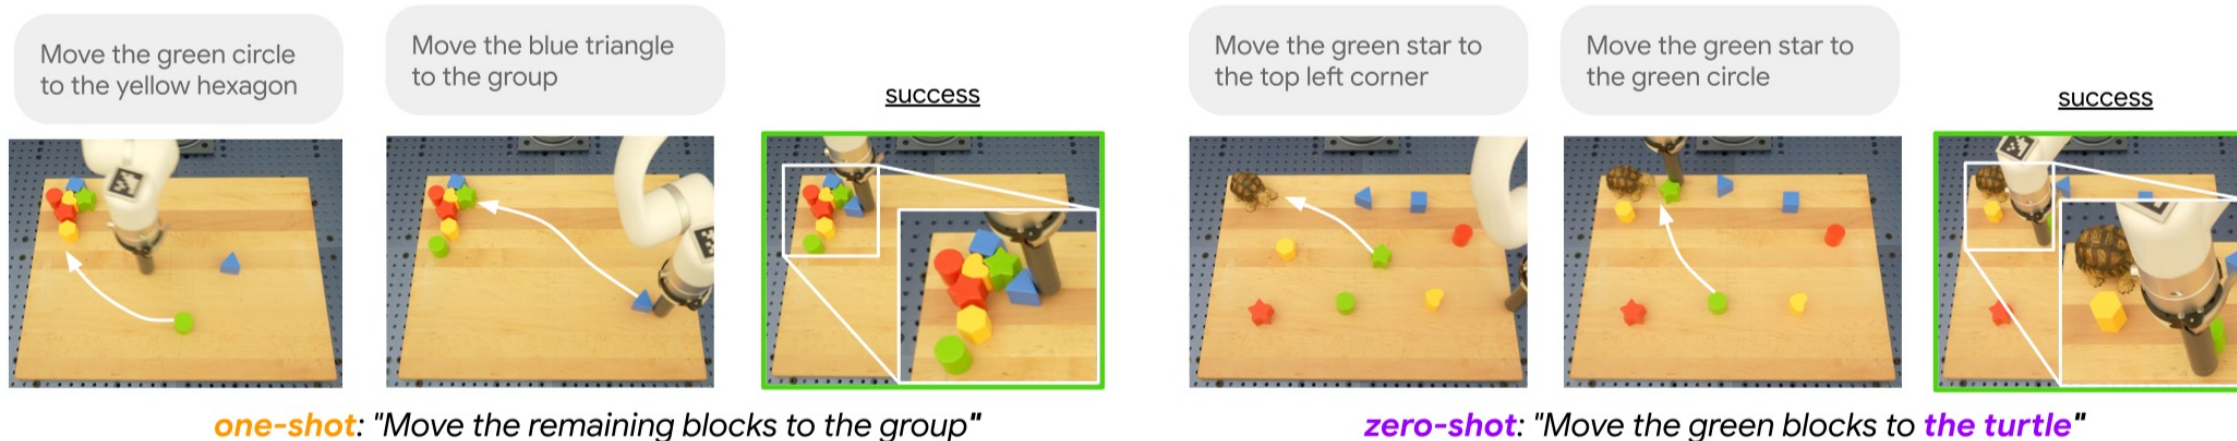 Move the green circle
to the yellow hexagon
Move the blue triangle
to the group
success
one-shot: "Move the remaining blocks to the group"
Move the green star to
the top left corner
Move the green star to
the green circle
success
zero-shot: "Move the green blocks to the turtle"